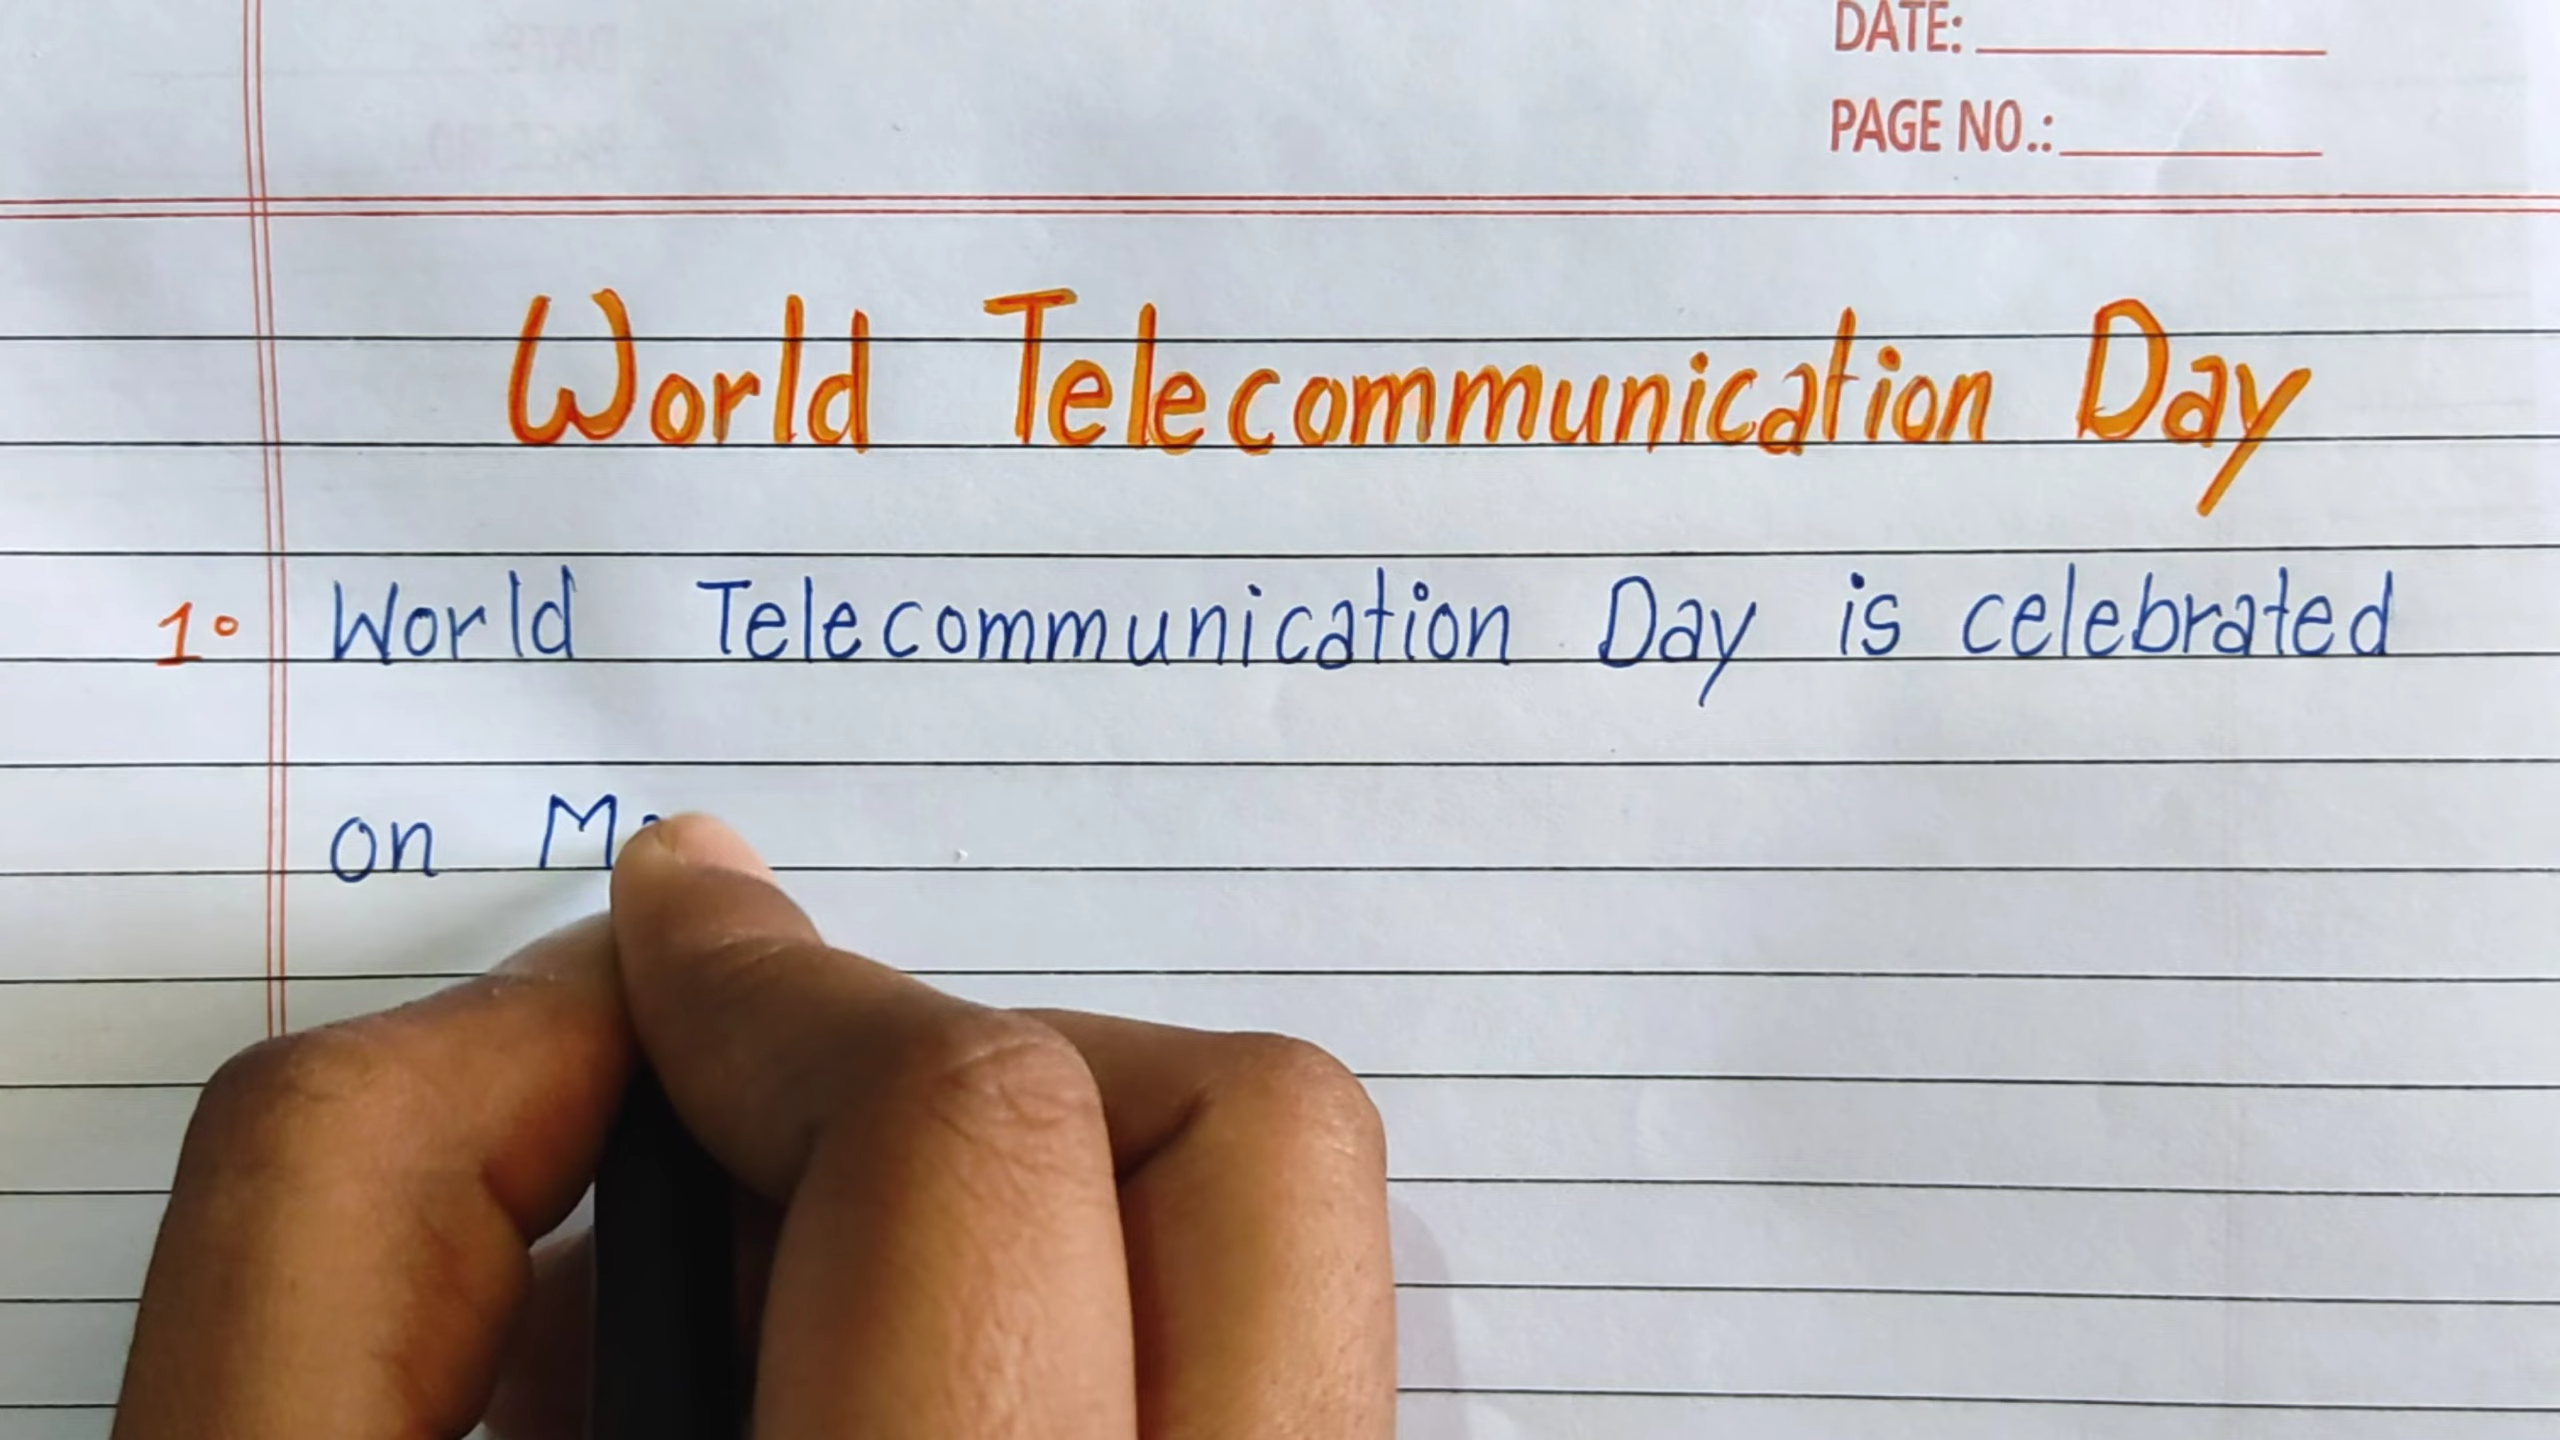 DATE:
PAGE NO.:
World Telecommunication Day
1. World Telecommunication Day is celebrated
on